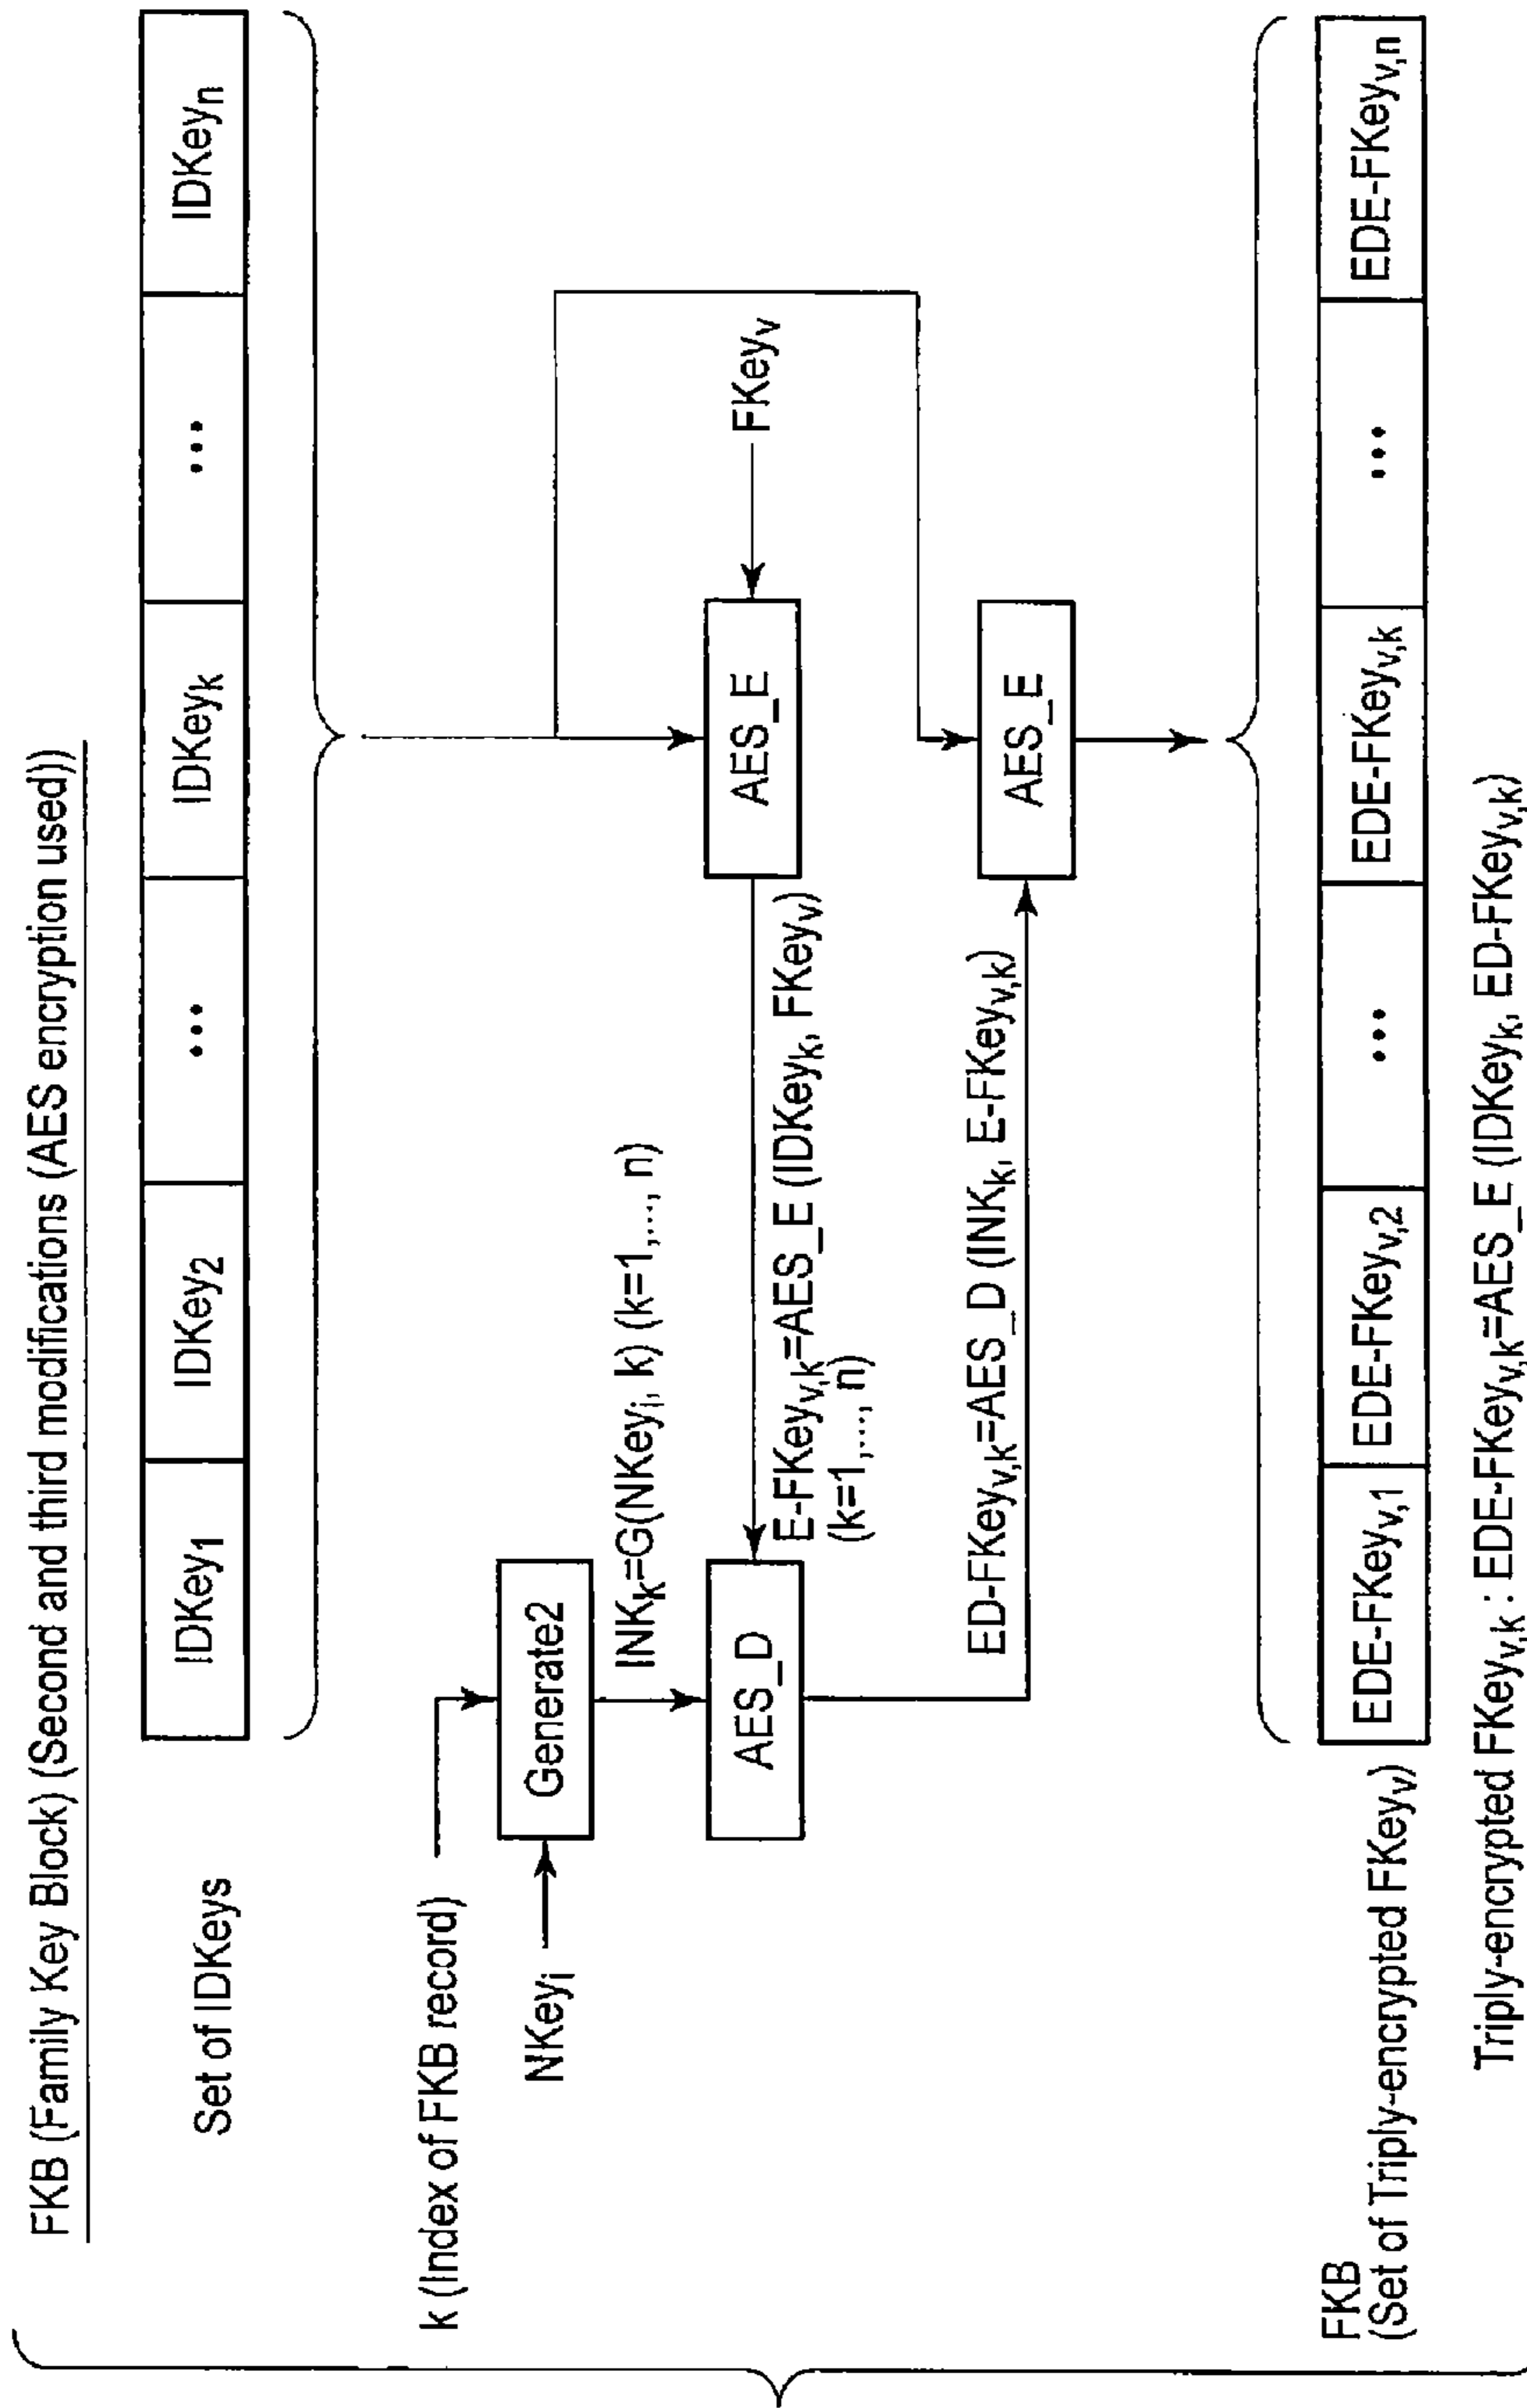 FKB (Family Key Block) (Second and third modifications (AES encryption used))
Set of IDKeys
IDKey1 IDKey2 ... IDKeyk ... IDKeyn
k (Index of FKB record)
NKeyi
Generate2
INKk=G(NKeyi, k) (k=1,..., n)
AES_D
AES_E
FKeyv
E-FKeyv,k=AES_E (IDKeyk, FKeyv)
(k=1,..., n)
ED-FKeyv,k=AES_D (INKk, E-FKeyv,k)
AES_E
FKB
(Set of Triply-encrypted FKeyv)
EDE-FKeyv,1 EDE-FKeyv,2 ... EDE-FKeyv,k ... EDE-FKeyv,n
Triply-encrypted FKeyv,k : EDE-FKeyv,k=AES_E (IDKeyk, ED-FKeyv,k)